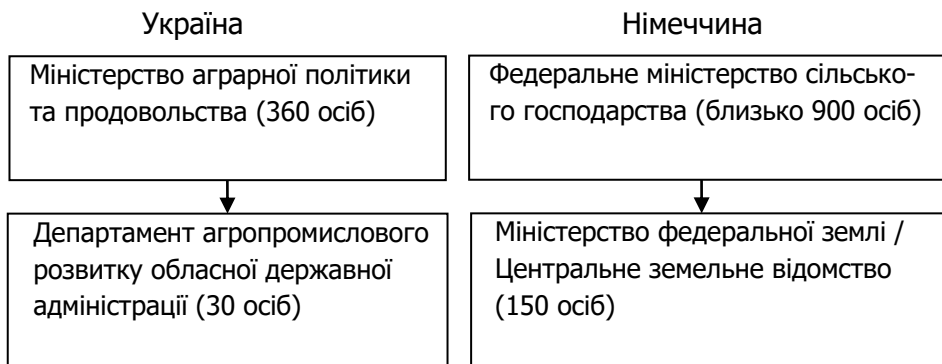 Україна
Міністерство аграрної політики
та продовольства (360 осіб)
Департамент агропромислового
розвитку обласної державної
адміністрації (30 осіб)
Німеччина
Федеральне міністерство сільсько-
го господарства (близько 900 осіб)
Міністерство федеральної землі /
Центральне земельне відомство
(150 осіб)